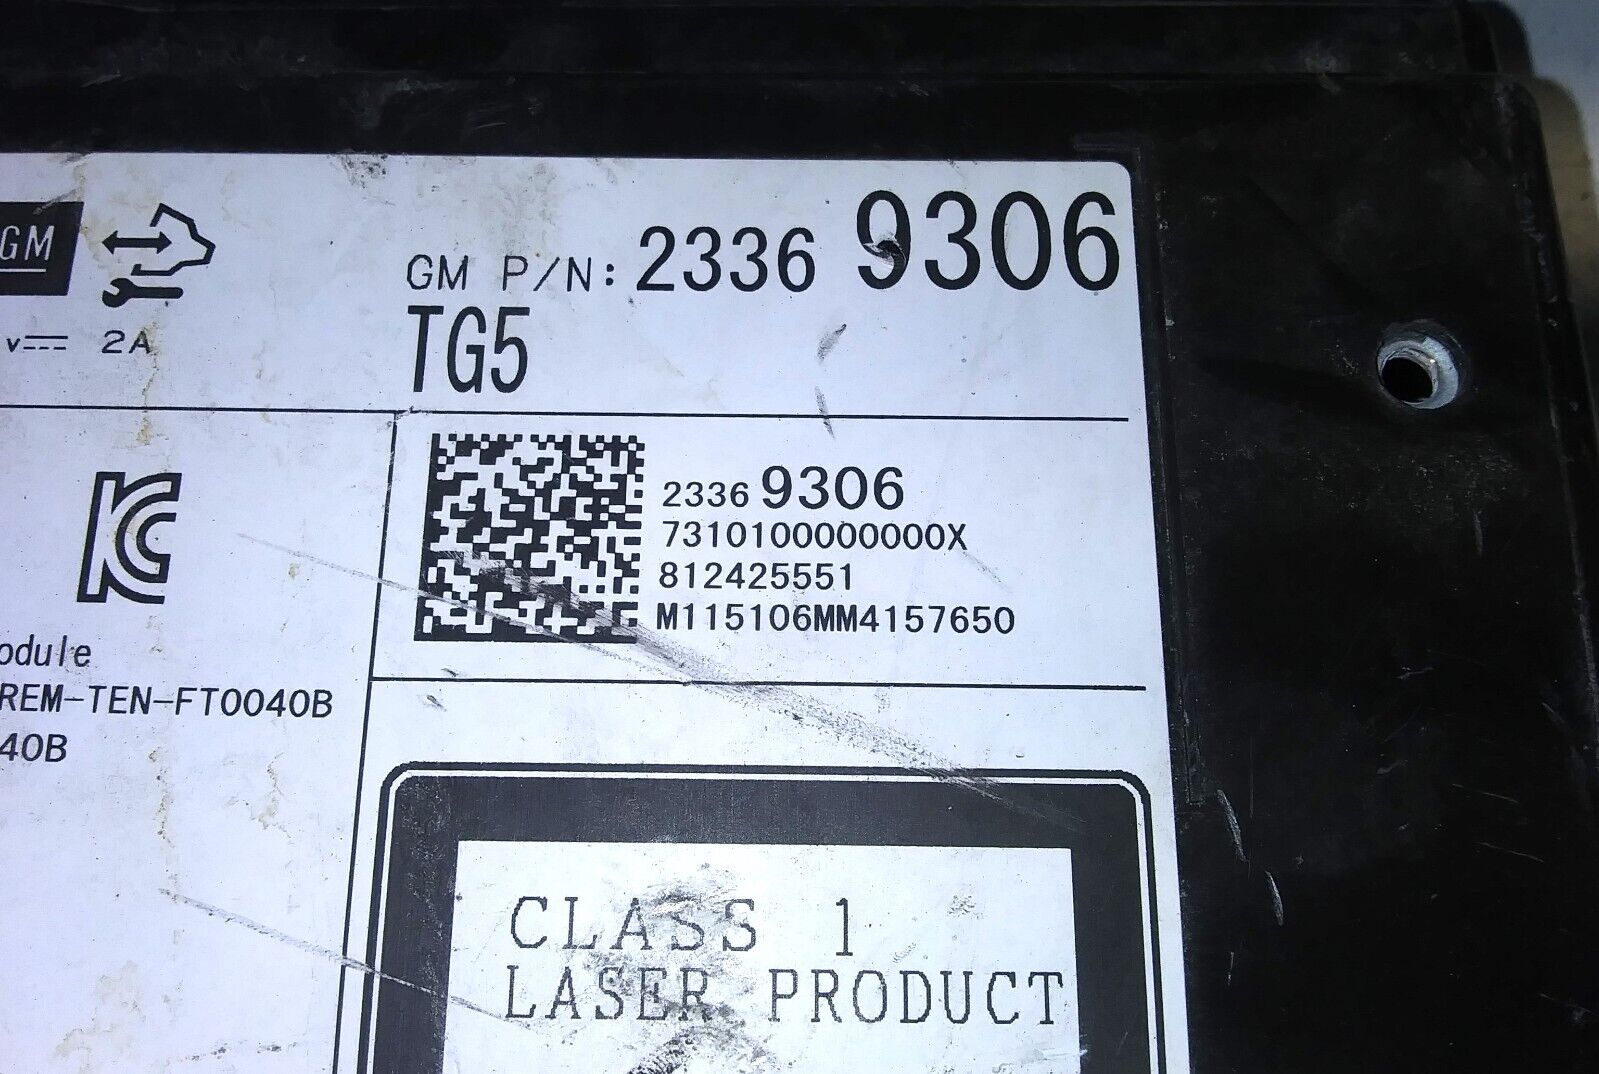 GM
GM P/N: 2336 9306
TG5
V 2A
2336 9306
7310100000000X
812425551
M115106MM4157650
odule
REM-TEN-FT0040B
40B
CLASS 1
LASER PRODUCT